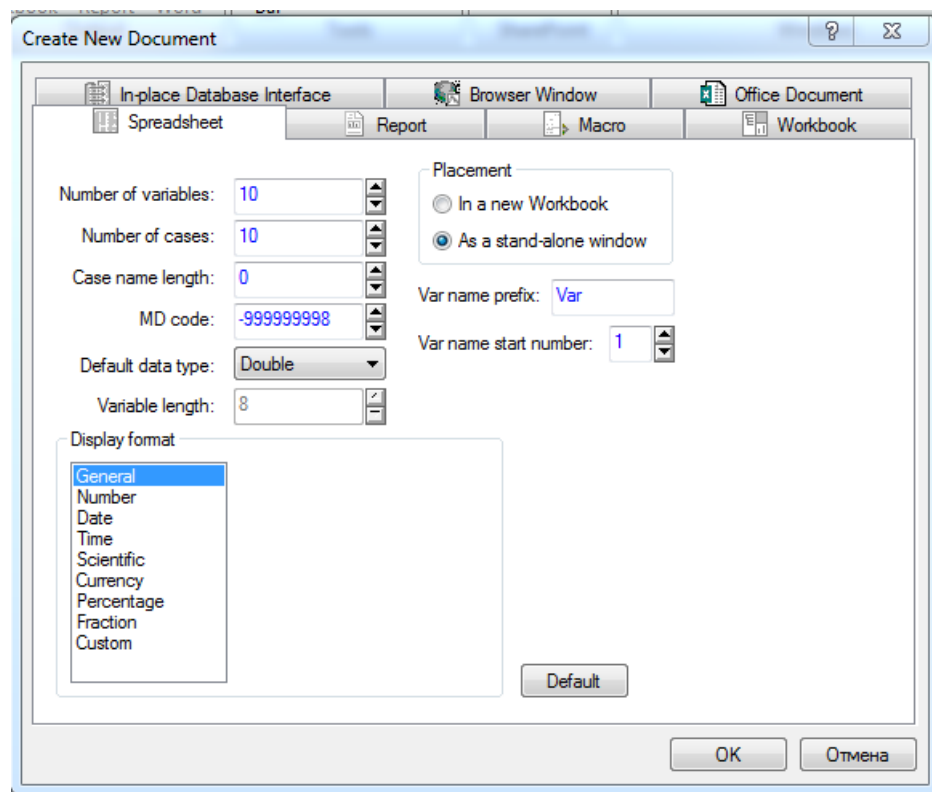 Create New Document
In-place Database Interface
Browser Window
Office Document
Spreadsheet
Report
Macro
Workbook
Number of variables: 10
Number of cases: 10
Case name length: 0
MD code: -999999998
Default data type: Double
Variable length: 8
Placement
In a new Workbook
As a stand-alone window
Var name prefix: Var
Var name start number: 1
Display format
General
Number
Date
Time
Scientific
Currency
Percentage
Fraction
Custom
Default
OK
Отмена